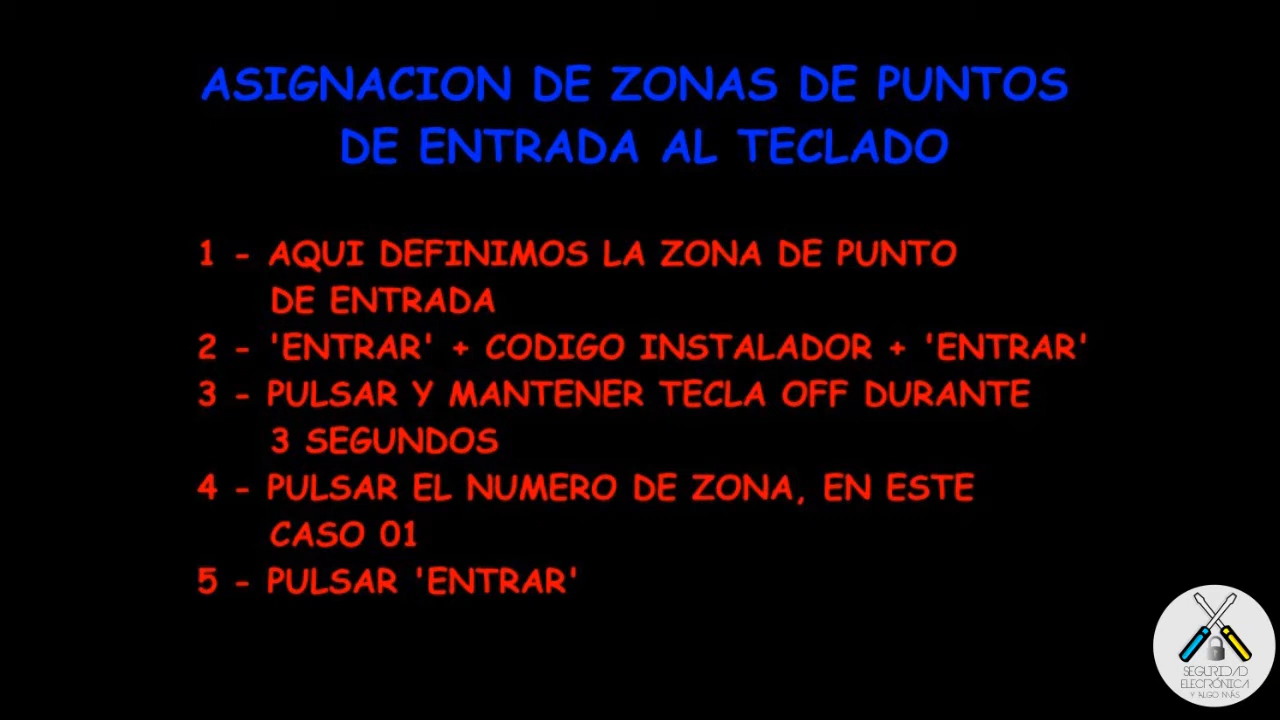 ASIGNACION DE ZONAS DE PUNTOS
DE ENTRADA AL TECLADO
1 - AQUI DEFINIMOS LA ZONA DE PUNTO
DE ENTRADA
2 - 'ENTRAR' + CODIGO INSTALADOR + 'ENTRAR'
3 - PULSAR Y MANTENER TECLA OFF DURANTE
3 SEGUNDOS
4 - PULSAR EL NUMERO DE ZONA, EN ESTE
CASO 01
5 - PULSAR 'ENTRAR'
SEGURIDAD
ELECTRÓNICA
Y ALGO MÁS